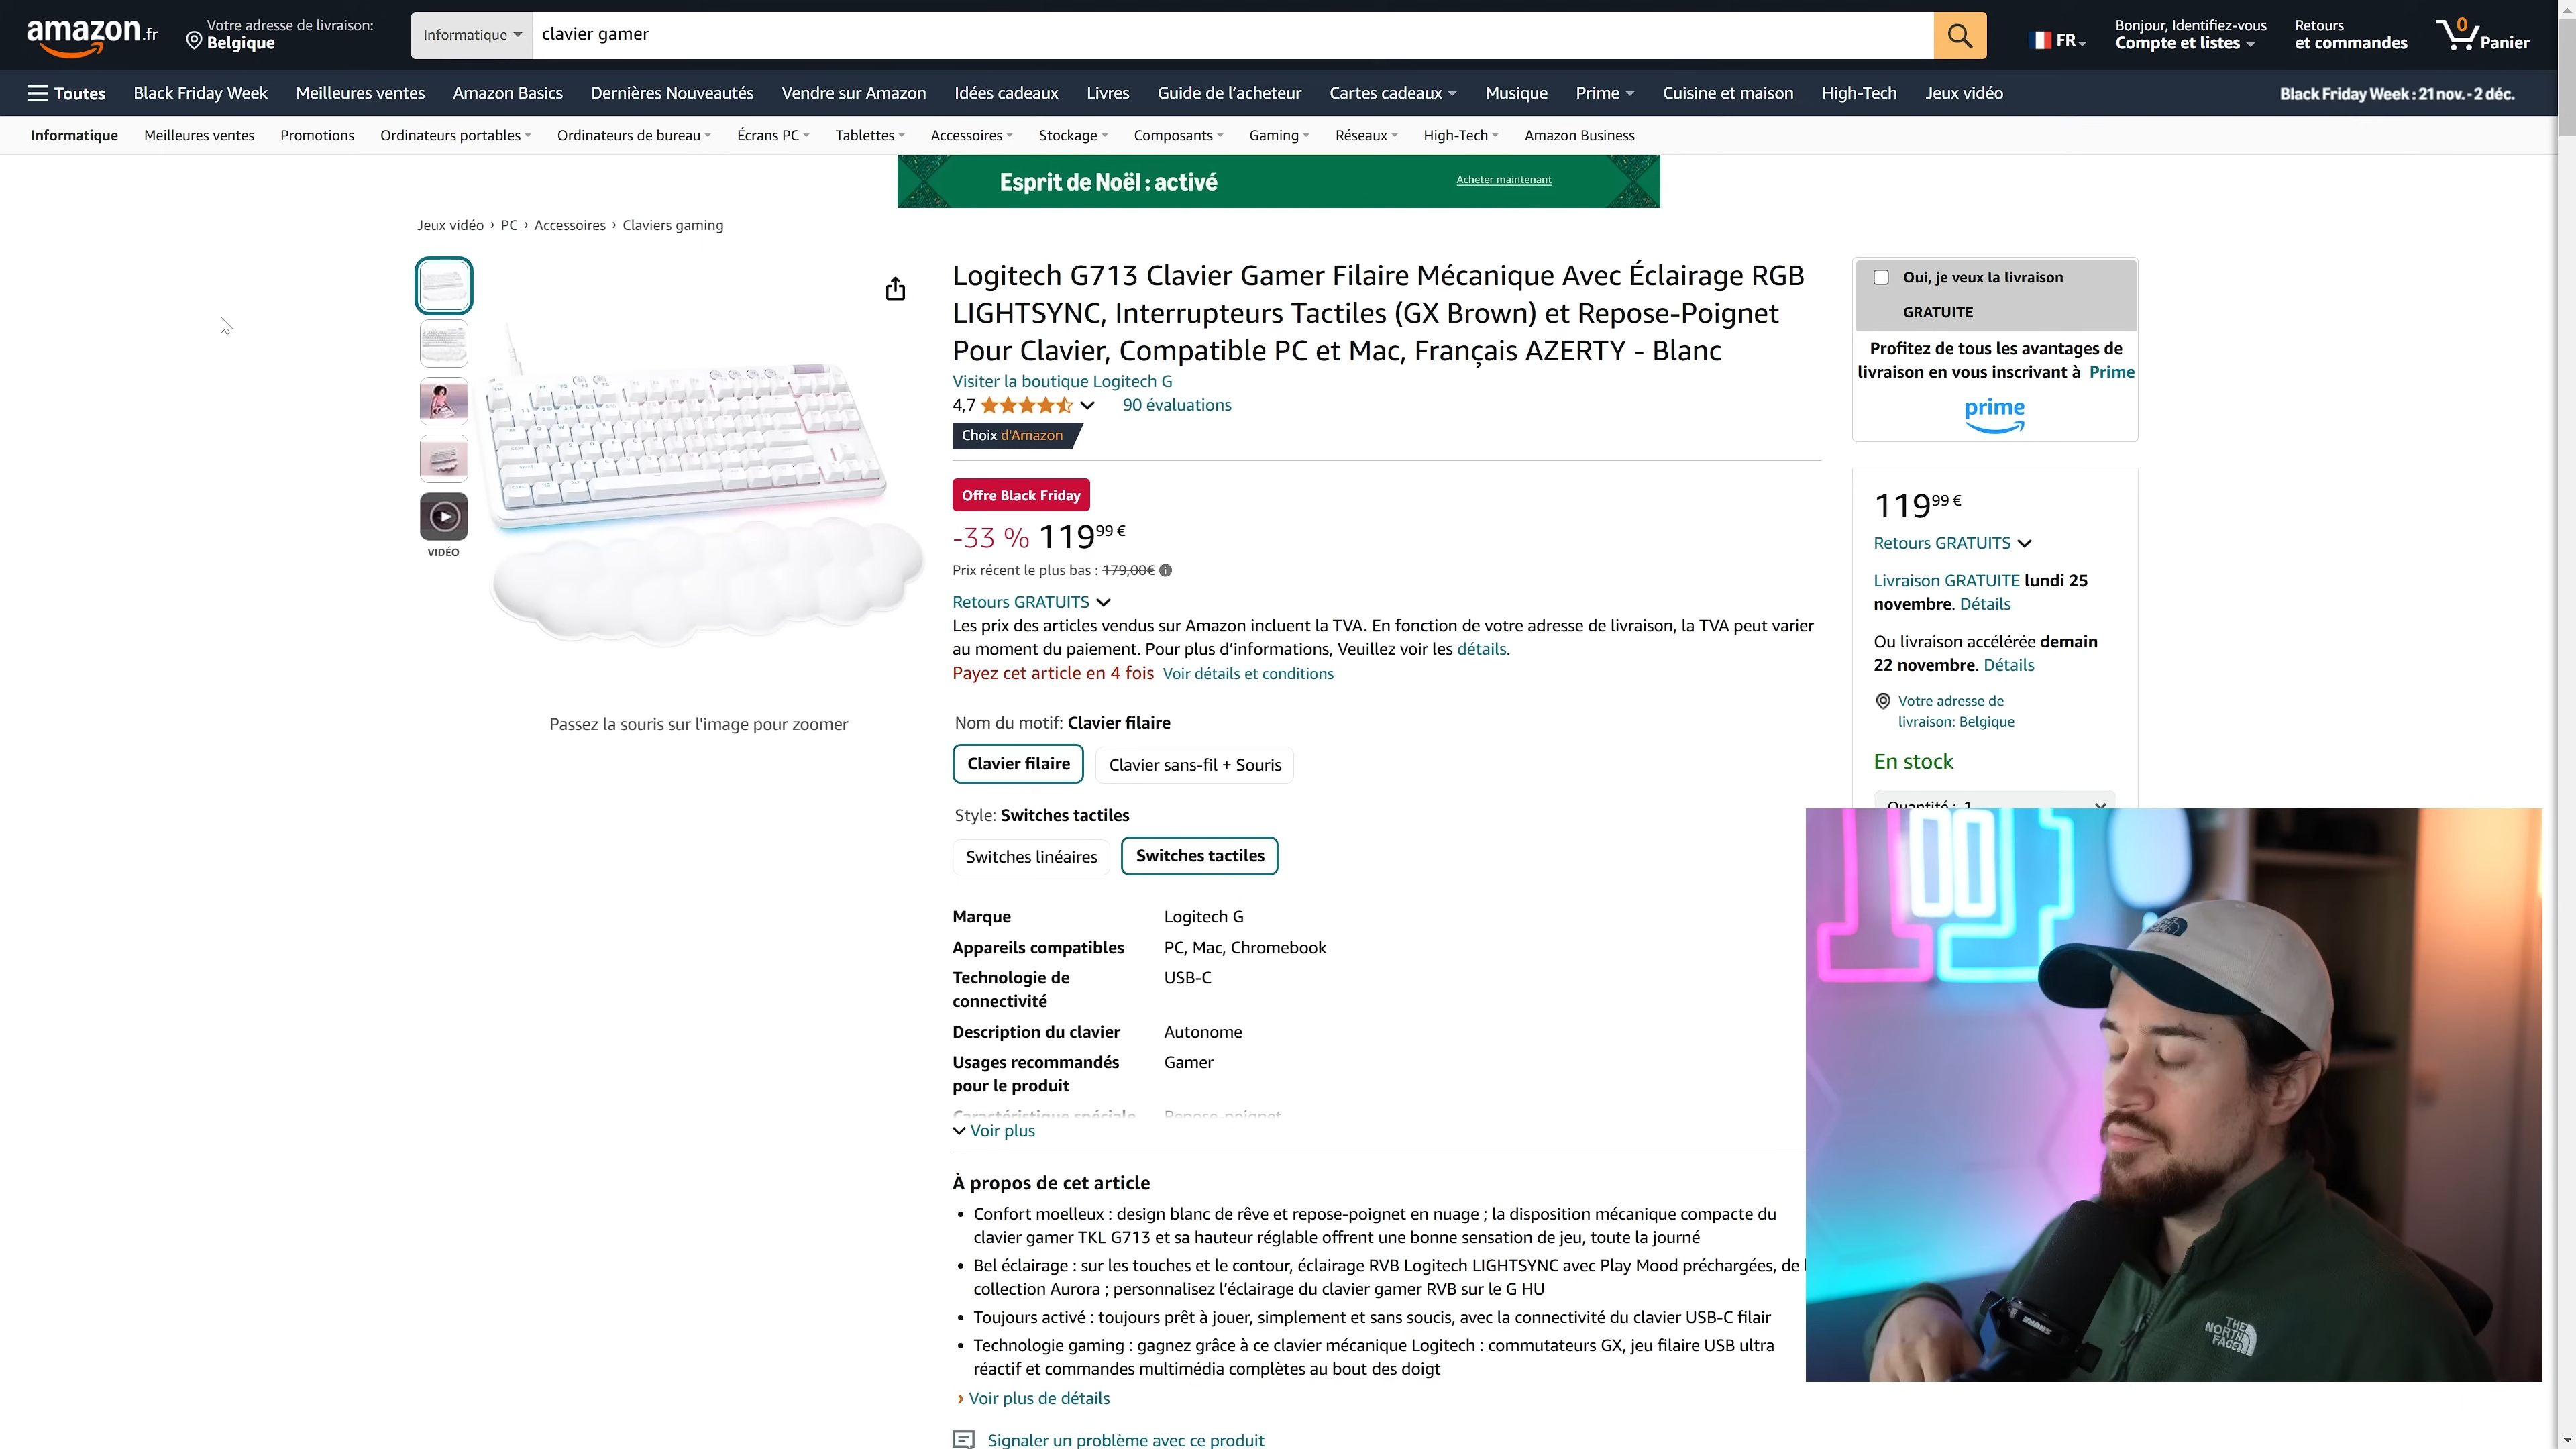 amazon.fr
Votre adresse de livraison:
Belgique
Informatique
clavier gamer
FR
Bonjour, Identifiez-vous
Compte et listes
Retours
et commandes
0
Panier
Toutes
Black Friday Week
Meilleures ventes
Amazon Basics
Dernières Nouveautés
Vendre sur Amazon
Idées cadeaux
Livres
Guide de l’acheteur
Cartes cadeaux
Musique
Prime
Cuisine et maison
High-Tech
Jeux vidéo
Black Friday Week : 21 nov. - 2 déc.
Informatique
Meilleures ventes
Promotions
Ordinateurs portables
Ordinateurs de bureau
Écrans PC
Tablettes
Accessoires
Stockage
Composants
Gaming
Réseaux
High-Tech
Amazon Business
Esprit de Noël : activé
Acheter maintenant
Jeux vidéo › PC › Accessoires › Claviers gaming
VIDÉO
Passez la souris sur l'image pour zoomer
Logitech G713 Clavier Gamer Filaire Mécanique Avec Éclairage RGB
LIGHTSYNC, Interrupteurs Tactiles (GX Brown) et Repose-Poignet
Pour Clavier, Compatible PC et Mac, Français AZERTY - Blanc
Visiter la boutique Logitech G
4,7
90 évaluations
Choix d'Amazon
Offre Black Friday
-33 % 119,99 €
Prix récent le plus bas : 179,00€
Retours GRATUITS
Les prix des articles vendus sur Amazon incluent la TVA. En fonction de votre adresse de livraison, la TVA peut varier
au moment du paiement. Pour plus d’informations, Veuillez voir les détails.
Payez cet article en 4 fois Voir détails et conditions
Nom du motif: Clavier filaire
Clavier filaire
Clavier sans-fil + Souris
Style: Switches tactiles
Switches linéaires
Switches tactiles
Marque Logitech G
Appareils compatibles PC, Mac, Chromebook
Technologie de USB-C
connectivité
Description du clavier Autonome
Usages recommandés Gamer
pour le produit
Caractéristique spéciale Repose-poignet
Voir plus
À propos de cet article
• Confort moelleux : design blanc de rêve et repose-poignet en nuage ; la disposition mécanique compacte du
clavier gamer TKL G713 et sa hauteur réglable offrent une bonne sensation de jeu, toute la journé
• Bel éclairage : sur les touches et le contour, éclairage RVB Logitech LIGHTSYNC avec Play Mood préchargées, de
collection Aurora ; personnalisez l’éclairage du clavier gamer RVB sur le G HU
• Toujours activé : toujours prêt à jouer, simplement et sans soucis, avec la connectivité du clavier USB-C filair
• Technologie gaming : gagnez grâce à ce clavier mécanique Logitech : commutateurs GX, jeu filaire USB ultra
réactif et commandes multimédia complètes au bout des doigt
› Voir plus de détails
Signaler un problème avec ce produit
Oui, je veux la livraison
GRATUITE
Profitez de tous les avantages de
livraison en vous inscrivant à Prime
prime
119,99 €
Retours GRATUITS
Livraison GRATUITE lundi 25
novembre. Détails
Ou livraison accélérée demain
22 novembre. Détails
Votre adresse de
livraison: Belgique
En stock
Quantité : 1
SHURE
THE
NORTH
FACE